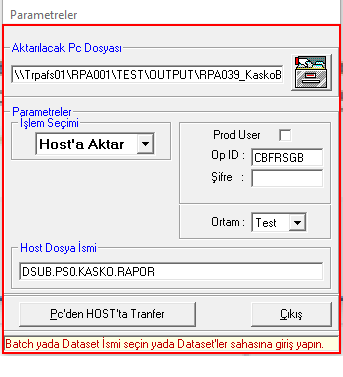 Parametreler
Aktarılacak Pc Dosyası
\\Trpafs01\RPA001\TEST\OUTPUT\RPA039_KaskoB
Parametreler
İşlem Seçimi
Host'a Aktar
Prod User
Op ID : CBFRSGB
Şifre :
Ortam : Test
Host Dosya İsmi
DSUB.PS0.KASKO.RAPOR
Pc'den HOST'ta Tranfer
Çıkış
Batch yada Dataset İsmi seçin yada Dataset'ler sahasına giriş yapın.